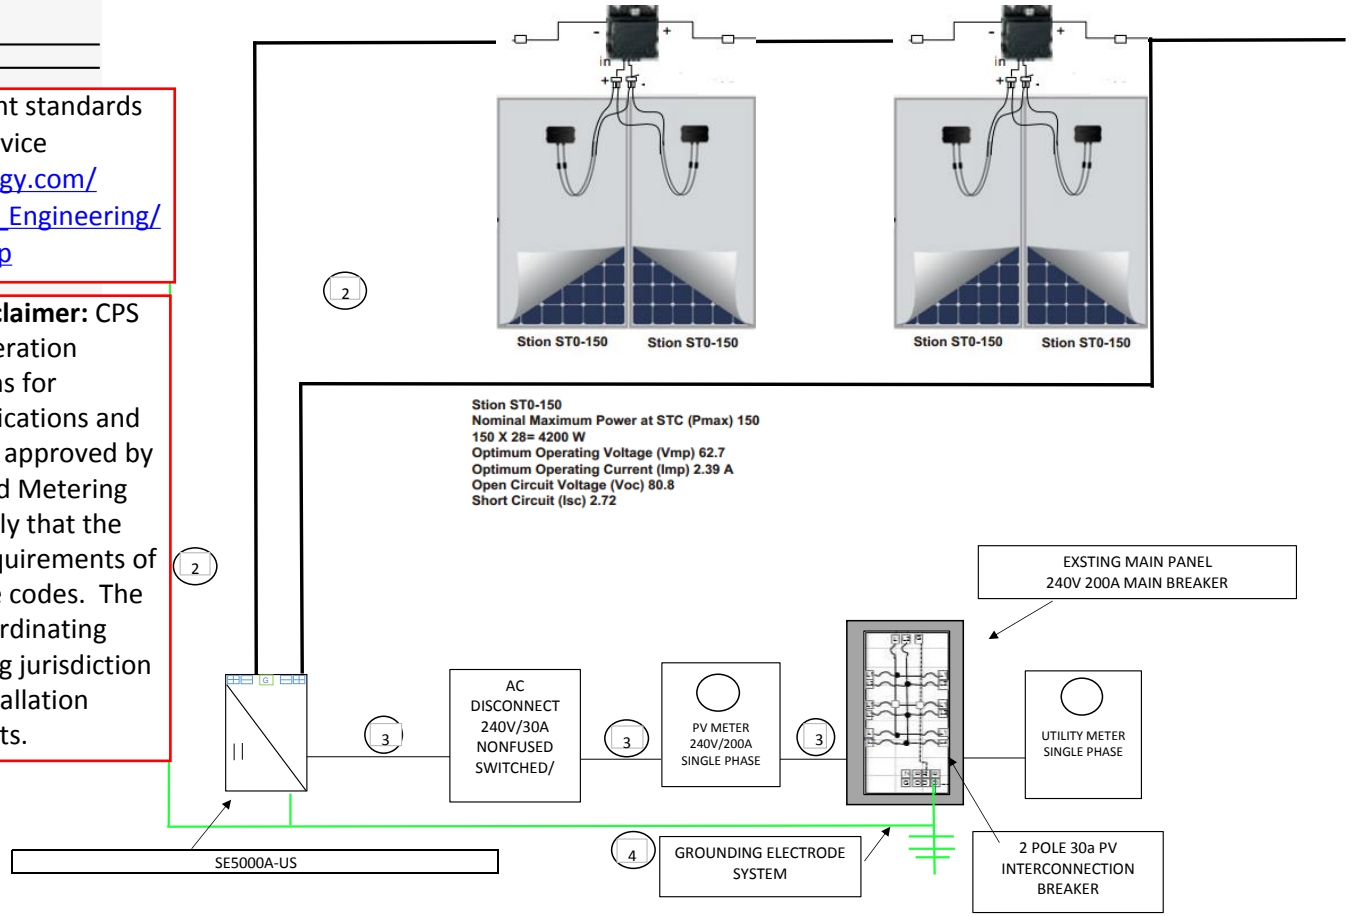 - +
in
+ -
- +
in
+ -
nt standards
vice
gy.com/
_Engineering/
p
claimer: CPS
eration
ns for
ications and
approved by
d Metering
ly that the
quirements of
e codes. The
ordinating
g jurisdiction
allation
ts.
2
Stion ST0-150
Stion ST0-150
Stion ST0-150
Stion ST0-150
Stion ST0-150
Nominal Maximum Power at STC (Pmax) 150
150 X 28= 4200 W
Optimum Operating Voltage (Vmp) 62.7
Optimum Operating Current (Imp) 2.39 A
Open Circuit Voltage (Voc) 80.8
Short Circuit (Isc) 2.72
2
EXSTING MAIN PANEL
240V 200A MAIN BREAKER
G
3
AC
DISCONNECT
240V/30A
NONFUSED
SWITCHED/
3
PV METER
240V/200A
SINGLE PHASE
3
UTILITY METER
SINGLE PHASE
SE5000A-US
4
GROUNDING ELECTRODE
SYSTEM
2 POLE 30a PV
INTERCONNECTION
BREAKER